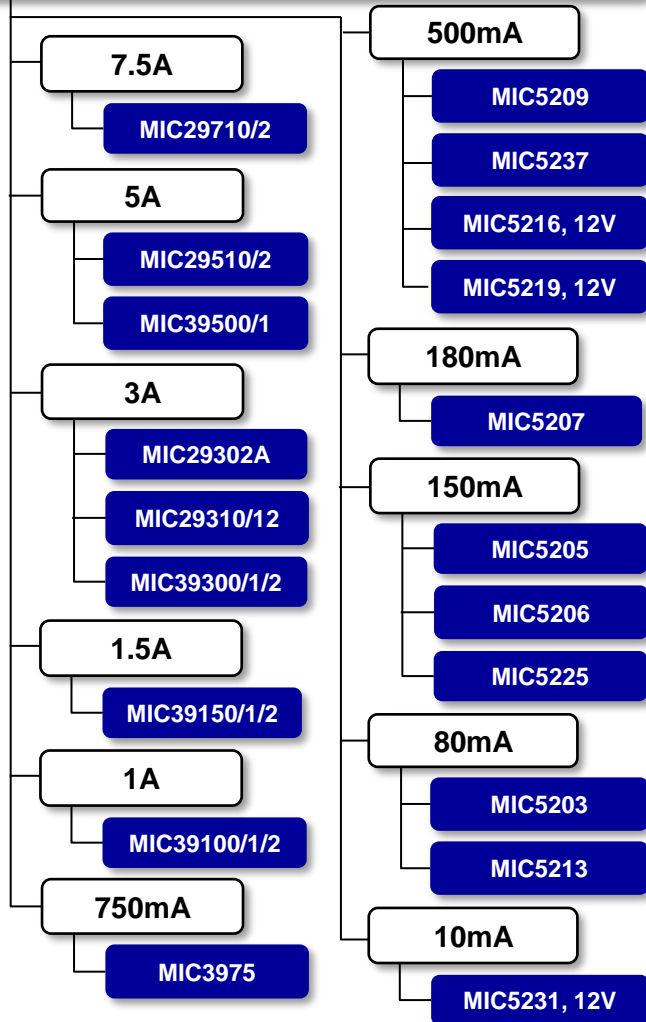 7.5A
MIC29710/2
5A
MIC29510/2
MIC39500/1
3A
MIC29302A
MIC29310/12
MIC39300/1/2
1.5A
MIC39150/1/2
1A
MIC39100/1/2
750mA
MIC3975
500mA
MIC5209
MIC5237
MIC5216, 12V
MIC5219, 12V
180mA
MIC5207
150mA
MIC5205
MIC5206
MIC5225
80mA
MIC5203
MIC5213
10mA
MIC5231, 12V